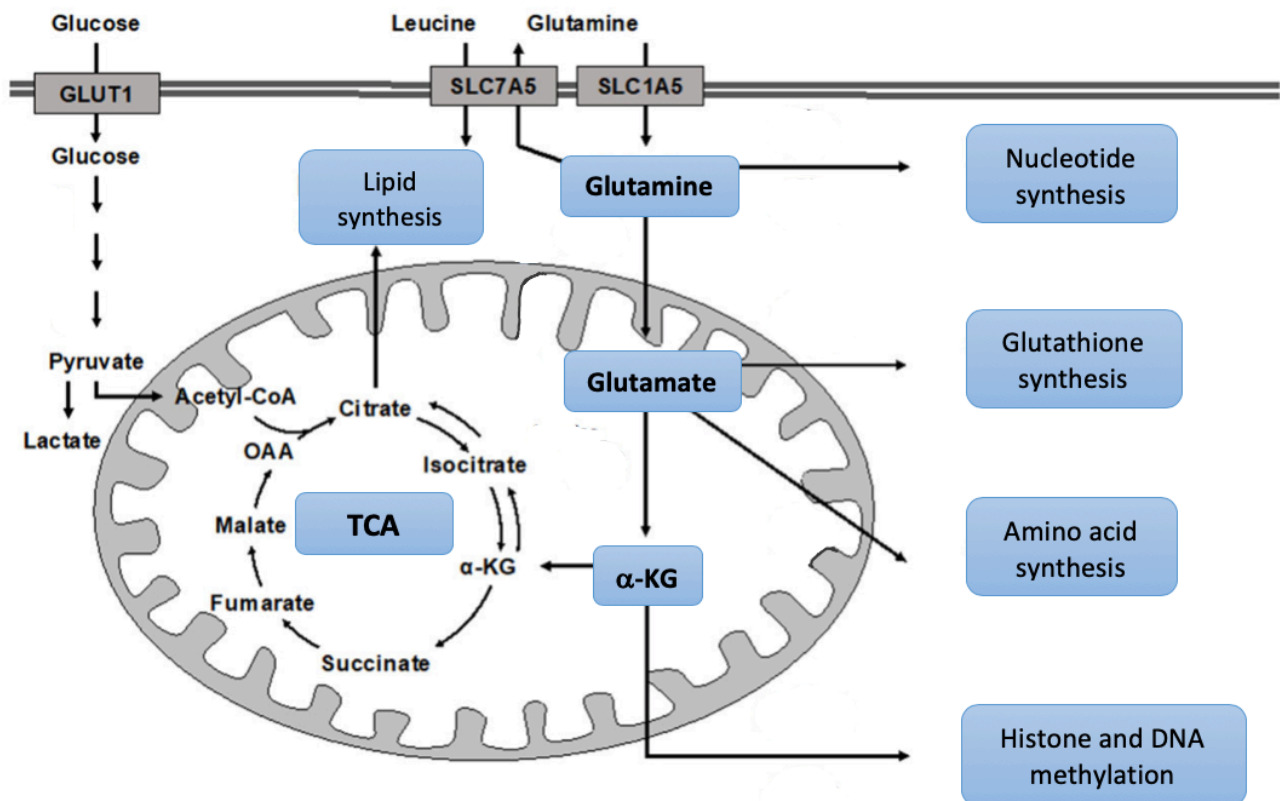 Glucose
Leucine
Glutamine
GLUT1
SLC7A5
SLC1A5
Glucose
Lipid
synthesis
Glutamine
Nucleotide
synthesis
Pyruvate
Lactate
Acetyl-CoA
Glutamate
Glutathione
synthesis
Citrate
OAA
Isocitrate
Malate
TCA
α-KG
α-KG
Amino acid
synthesis
Fumarate
Succinate
Histone and DNA
methylation